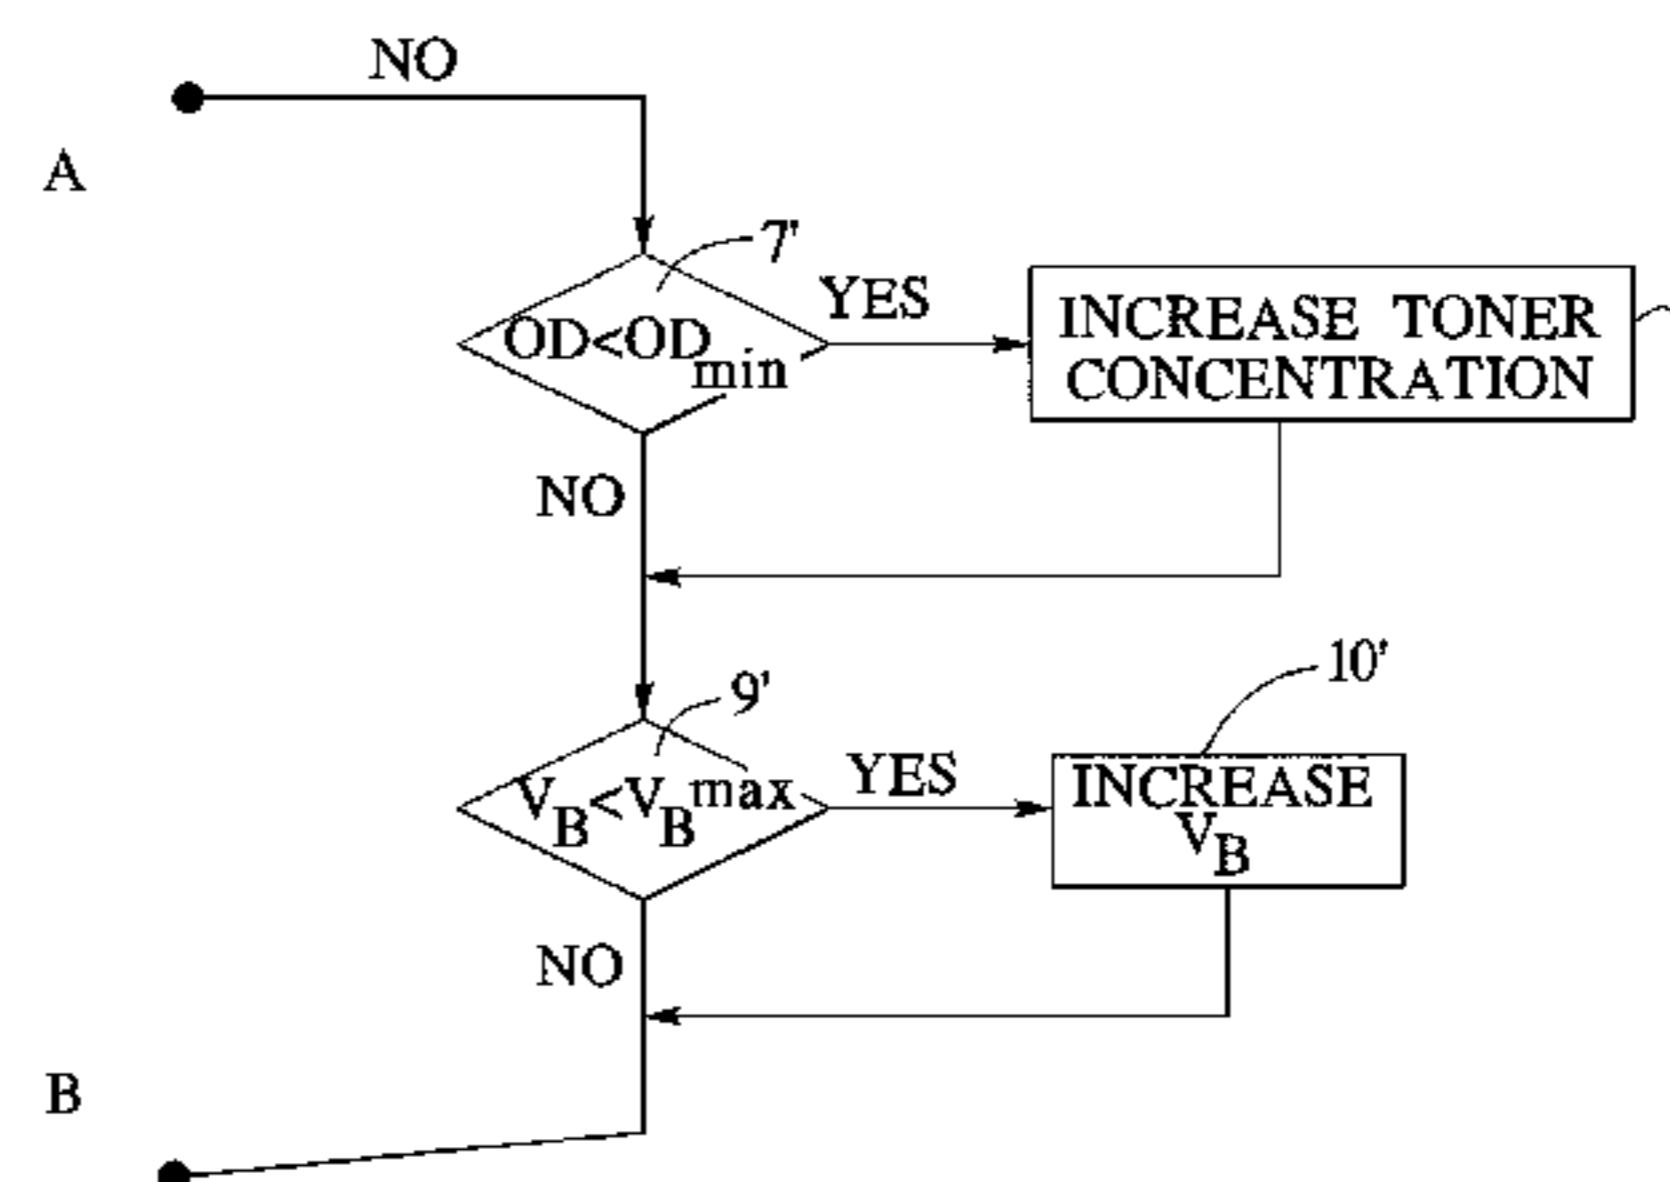 NO
A
7'
OD<ODmin
YES
INCREASE TONER
CONCENTRATION
NO
9'
10'
VB<VBmax
YES
INCREASE
VB
NO
B